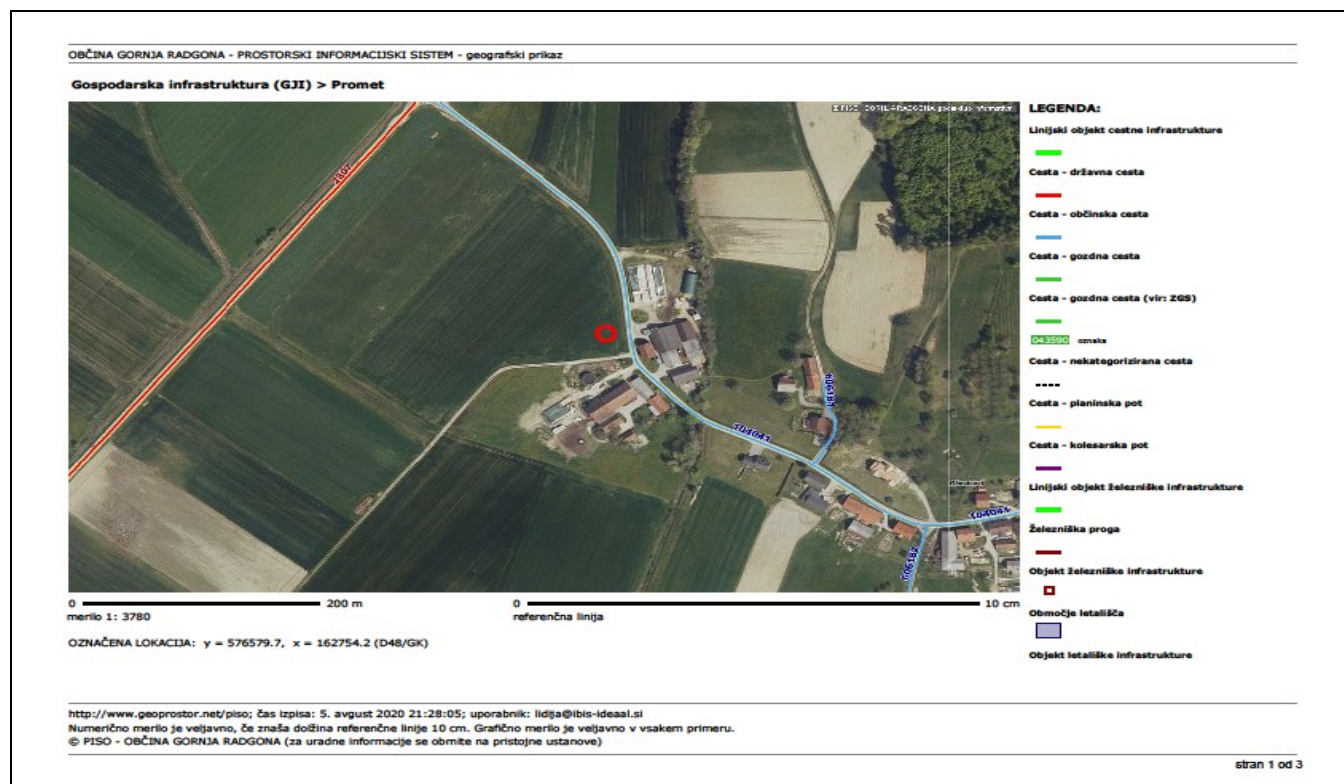 OBČINA GORNJA RADGONA - PROSTORSKI INFORMACIJSKI SISTEM - geografski prikaz
Gospodarska infrastruktura (GJI) > Promet
LEGENDA:
Linijski objekt cestne infrastrukture
Cesta - državna cesta
Cesta - občinska cesta
Cesta - gozdna cesta
Cesta - gozdna cesta (vir: ZGS)
043590 oznaka
Cesta - nekategorizirana cesta
Cesta - planinska pot
Cesta - kolesarska pot
Linijski objekt železniške infrastrukture
Železniška proga
Objekt železniške infrastrukture
Območje letališča
Objekt letališke infrastrukture
606181
104041
104041
606182
0 200 m
merilo 1: 3780
0 10 cm
referenčna linija
OZNAČENA LOKACIJA: y = 576579.7, x = 162754.2 (D48/GK)
http://www.geoprostor.net/piso; čas izpisa: 5. avgust 2020 21:28:05; uporabnik: lidija@ibis-ideaal.si
Numerično merilo je veljavno, če znaša dolžina referenčne linije 10 cm. Grafično merilo je veljavno v vsakem primeru.
© PISO - OBČINA GORNJA RADGONA (za uradne informacije se obrnite na pristojne ustanove)
stran 1 od 3